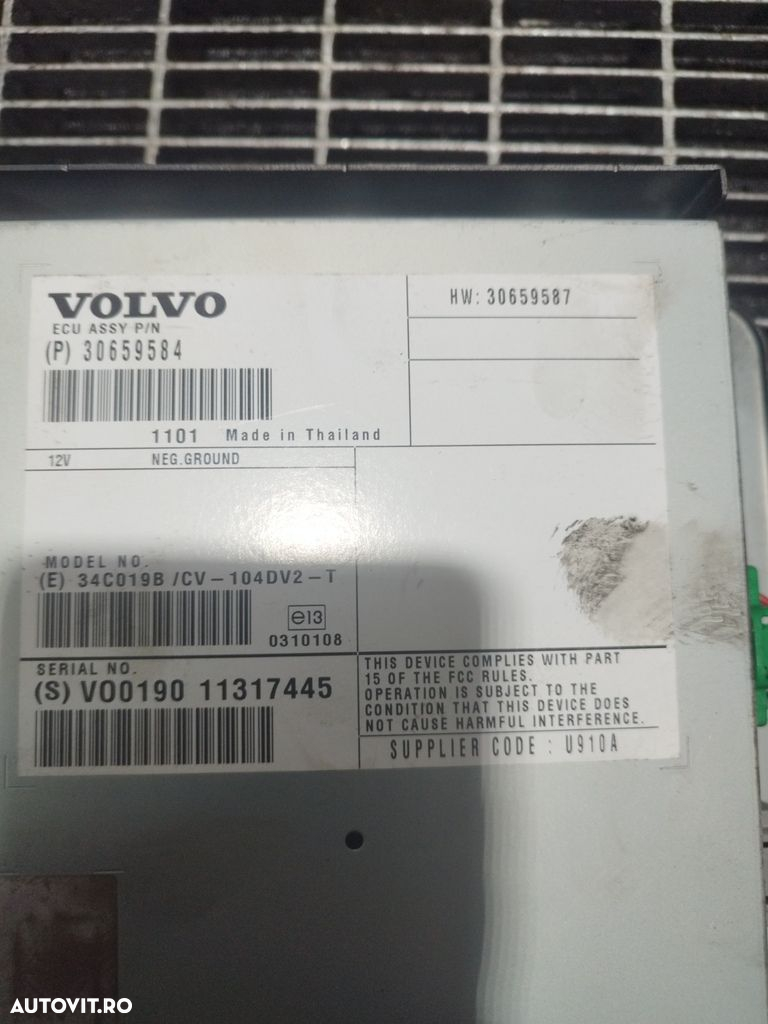 VOLVO
ECU ASSY P/N
(P) 30659584
HW: 30659587
1101 Made in Thailand
12V NEG.GROUND
MODEL NO.
(E) 34C019B /CV-104DV2-T
e13
0310108
SERIAL NO.
(S) VO0190 11317445
THIS DEVICE COMPLIES WITH PART
15 OF THE FCC RULES.
OPERATION IS SUBJECT TO THE
CONDITION THAT THIS DEVICE DOES
NOT CAUSE HARMFUL INTERFERENCE.
SUPPLIER CODE : U910A
AUTOVIT.RO